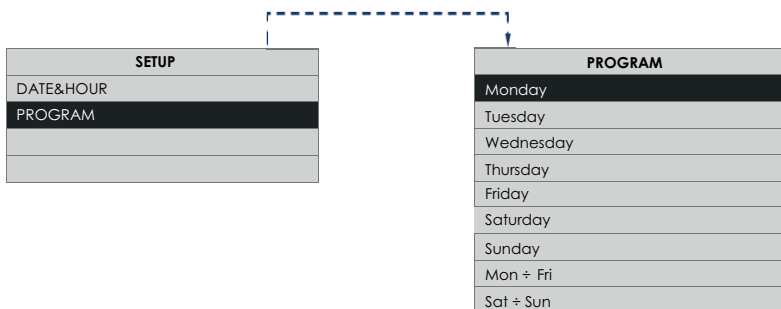 SETUP
DATE&HOUR
PROGRAM
PROGRAM
Monday
Tuesday
Wednesday
Thursday
Friday
Saturday
Sunday
Mon ÷ Fri
Sat ÷ Sun